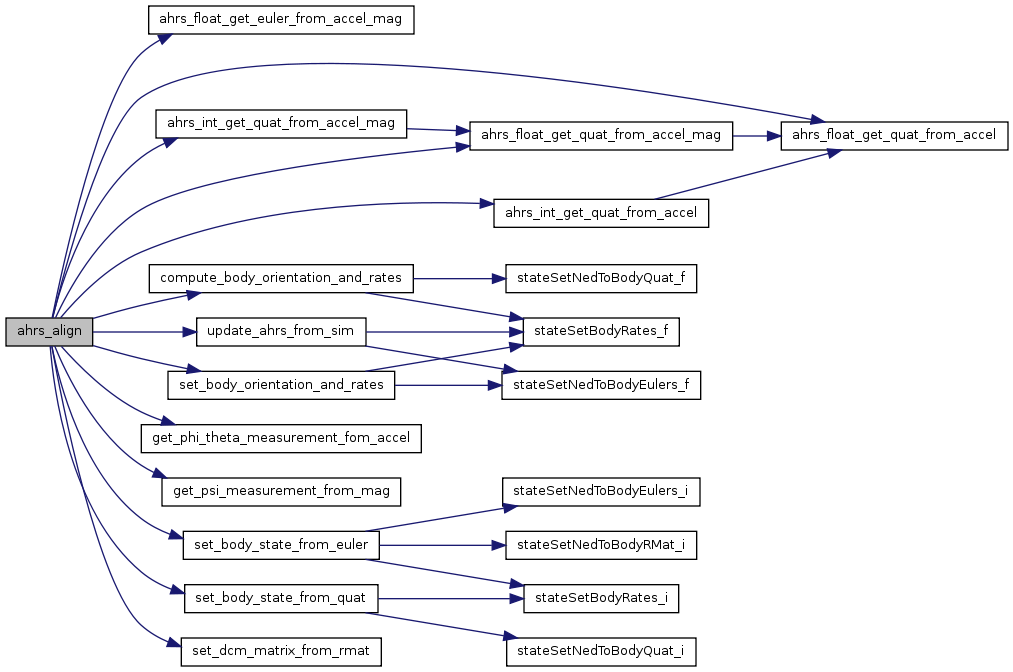 ahrs_float_get_euler_from_accel_mag
ahrs_int_get_quat_from_accel_mag
ahrs_float_get_quat_from_accel_mag
ahrs_float_get_quat_from_accel
ahrs_int_get_quat_from_accel
compute_body_orientation_and_rates
stateSetNedToBodyQuat_f
ahrs_align
update_ahrs_from_sim
stateSetBodyRates_f
set_body_orientation_and_rates
stateSetNedToBodyEulers_f
get_phi_theta_measurement_fom_accel
get_psi_measurement_from_mag
stateSetNedToBodyEulers_i
set_body_state_from_euler
stateSetNedToBodyRMat_i
set_body_state_from_quat
stateSetBodyRates_i
set_dcm_matrix_from_rmat
stateSetNedToBodyQuat_i